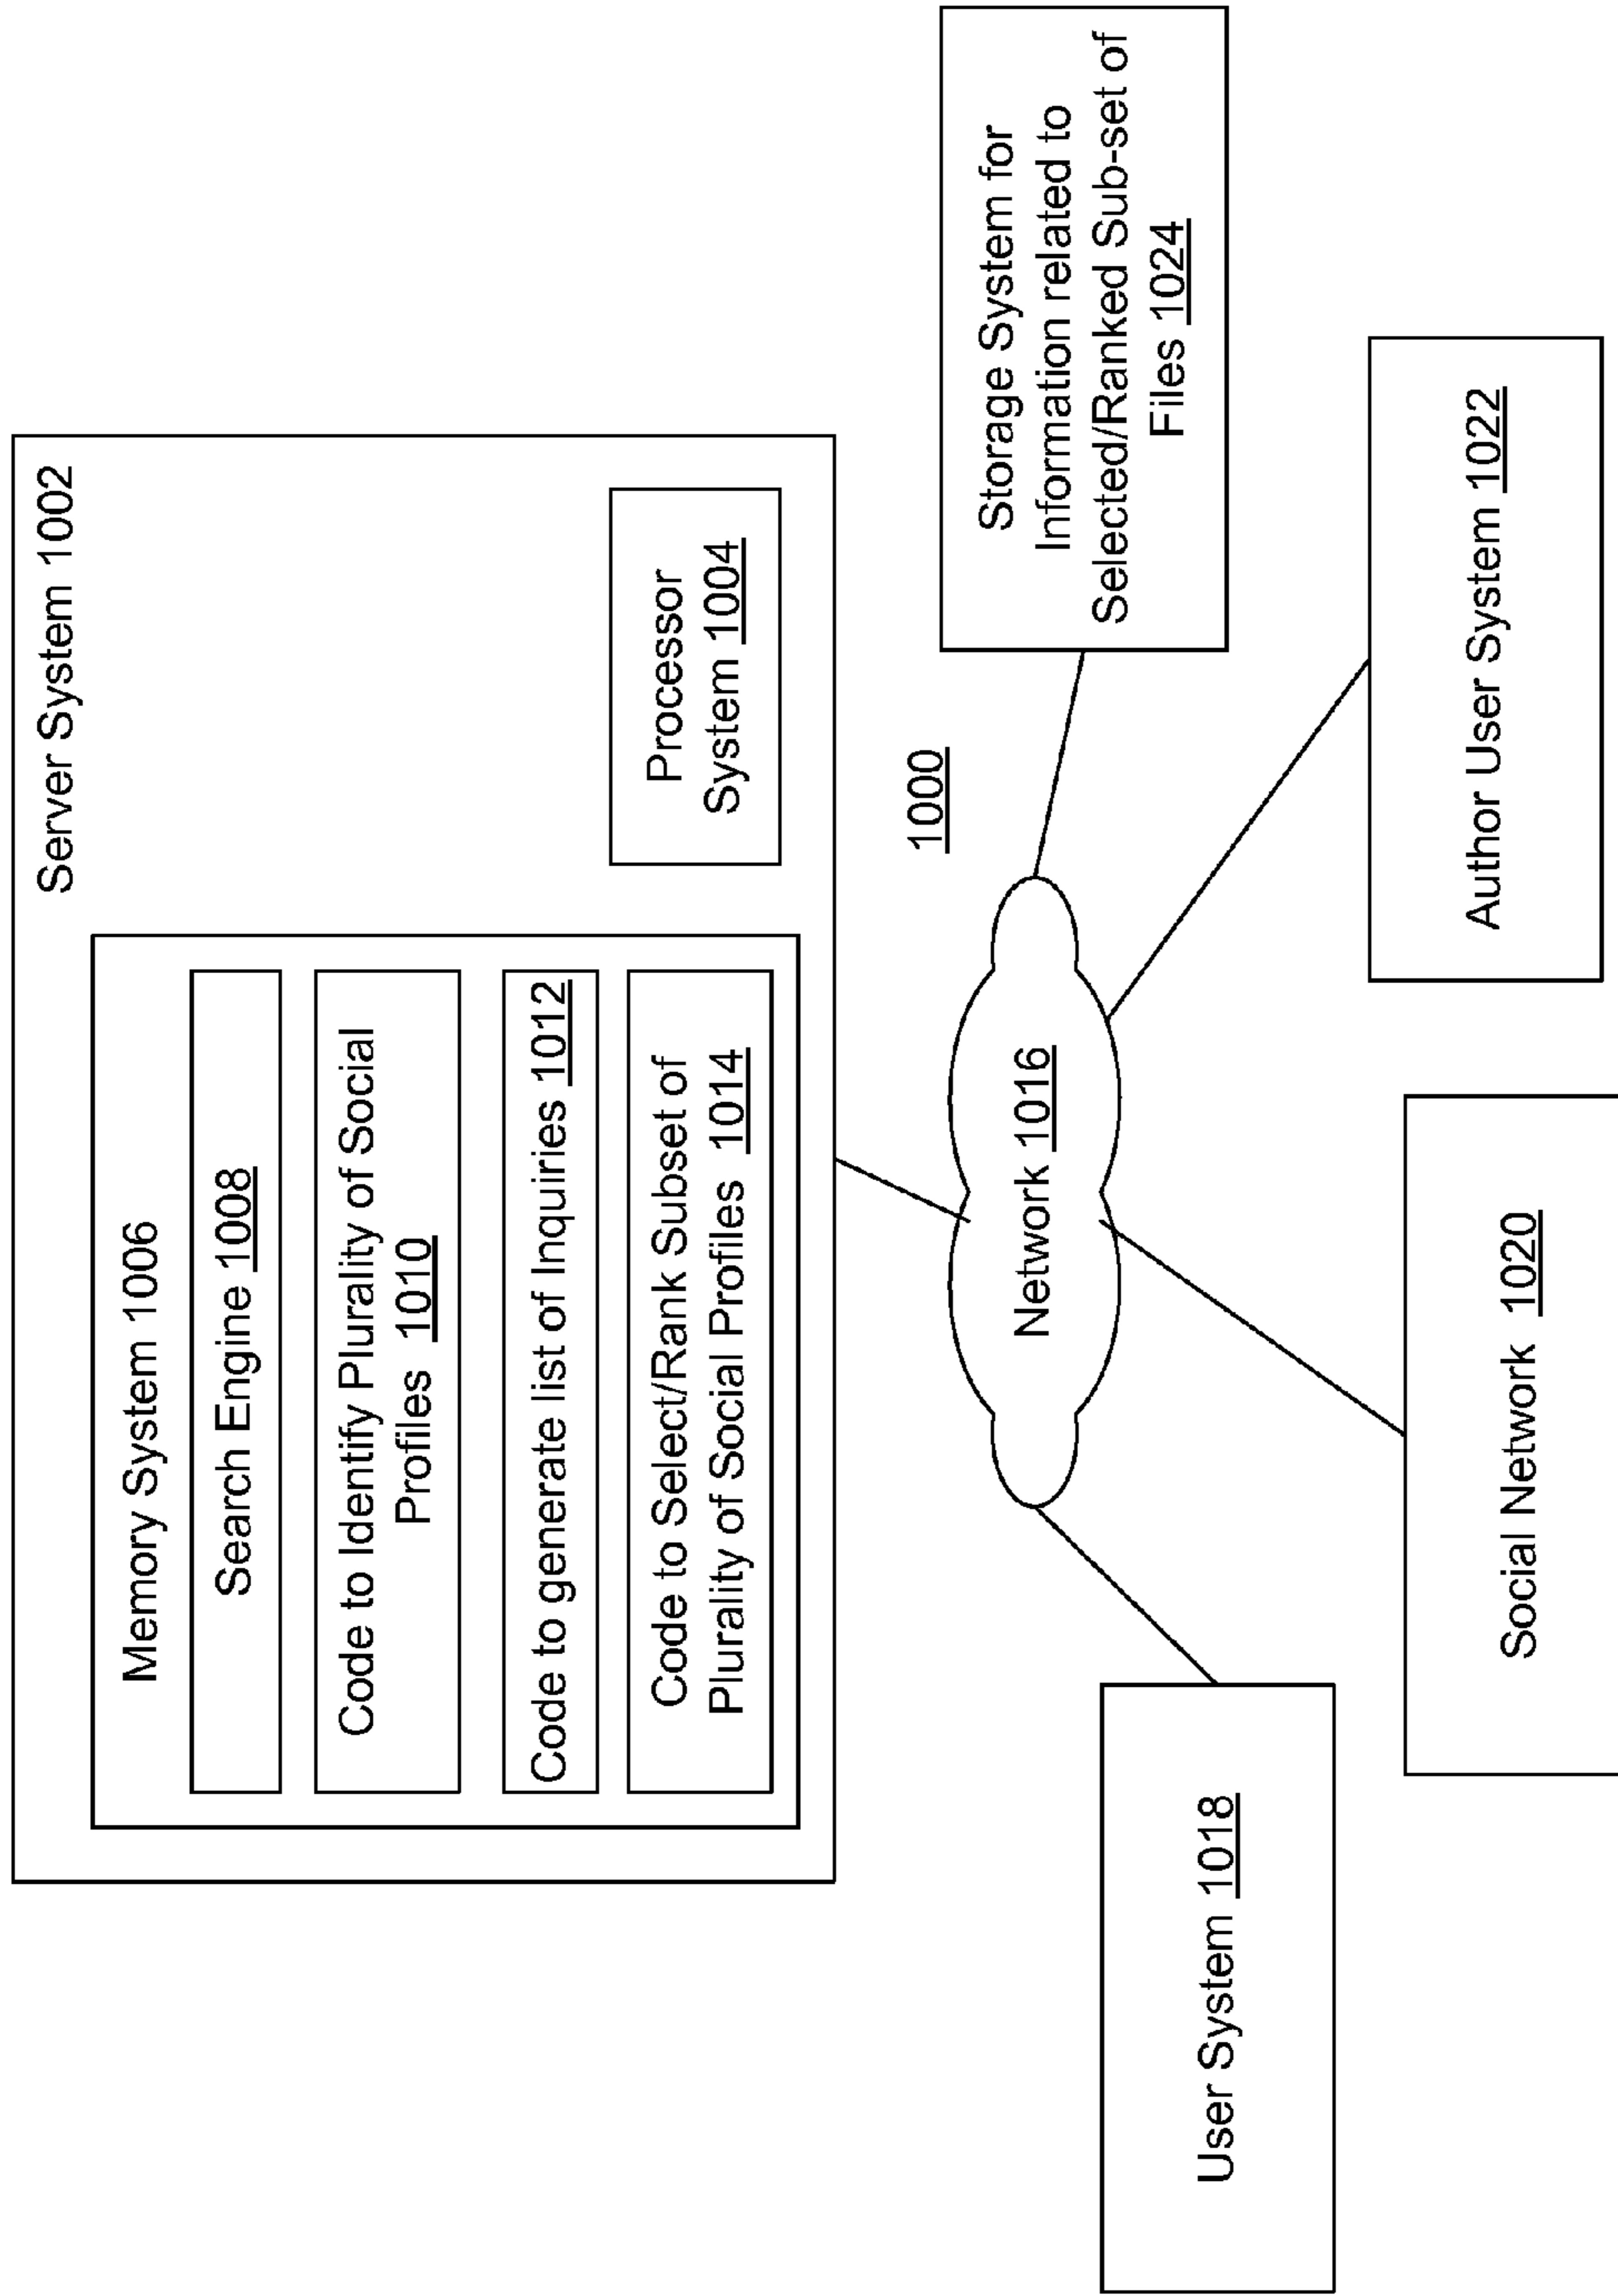 Server System 1002
Memory System 1006
Search Engine 1008
Code to Identify Plurality of Social
Profiles 1010
Code to generate list of Inquiries 1012
Code to Select/Rank Subset of
Plurality of Social Profiles 1014
Processor
System 1004
1000
Network 1016
Storage System for
Information related to
Selected/Ranked Sub-set of
Files 1024
User System 1018
Social Network 1020
Author User System 1022